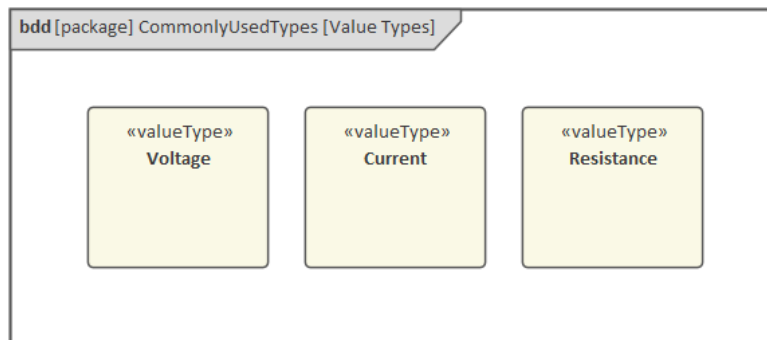 bdd [package] CommonlyUsedTypes [Value Types]
«valueType» «valueType» «valueType»
Voltage Current Resistance